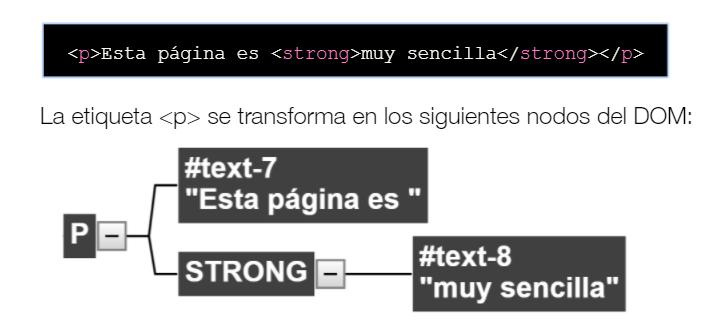 <p>Esta página es <strong>muy sencilla</strong></p>
La etiqueta <p> se transforma en los siguientes nodos del DOM:
#text-7
"Esta página es "
P
STRONG
#text-8
"muy sencilla"